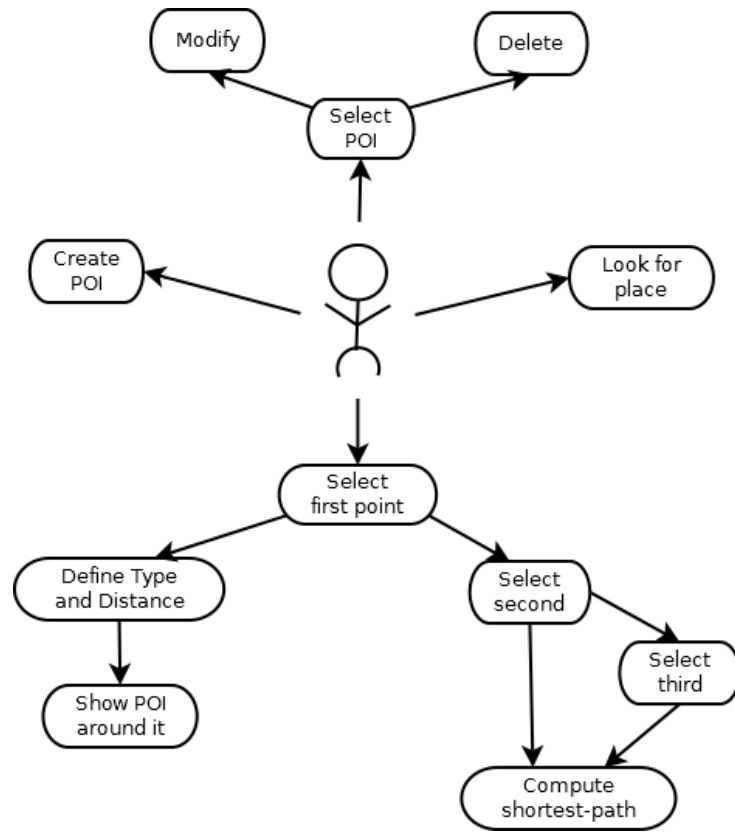 Modify
Delete
Select
POI
Create
POI
Look for
place
Select
first point
Define Type
and Distance
Select
second
Select
third
Show POI
around it
Compute
shortest-path